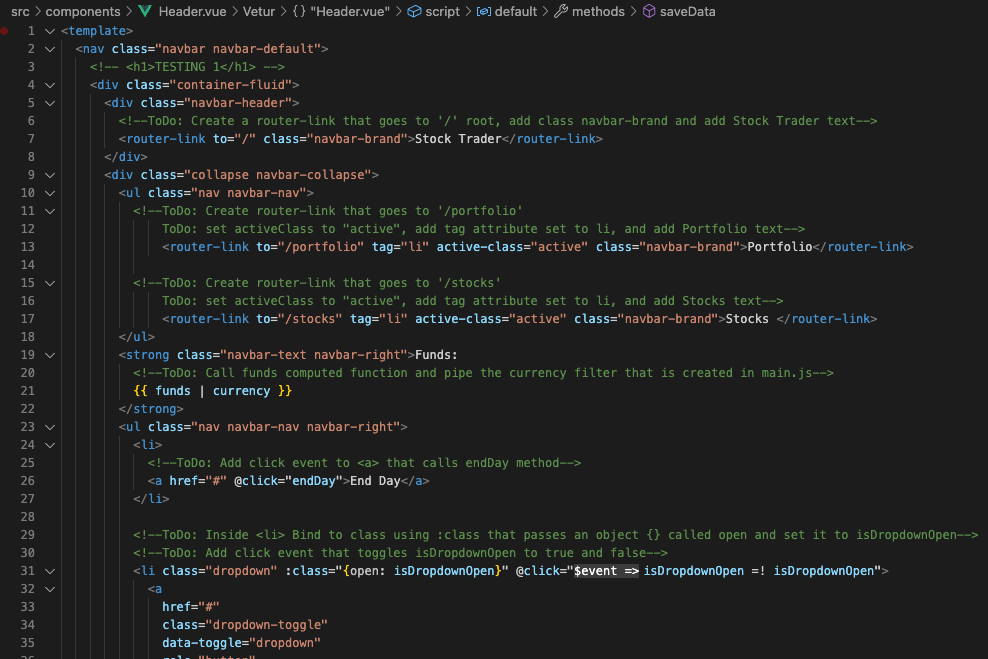 src > components > Header.vue > Vetur > {} "Header.vue" > script > default > methods > saveData
1 <template>
2 <nav class="navbar navbar-default">
3 <!-- <h1>TESTING 1</h1> -->
4 <div class="container-fluid">
5 <div class="navbar-header">
6 <!--ToDo: Create a router-link that goes to '/' root, add class navbar-brand and add Stock Trader text-->
7 <router-link to="/" class="navbar-brand">Stock Trader</router-link>
8 </div>
9 <div class="collapse navbar-collapse">
10 <ul class="nav navbar-nav">
11 <!--ToDo: Create router-link that goes to '/portfolio'
12 ToDo: set activeClass to "active", add tag attribute set to li, and add Portfolio text-->
13 <router-link to="/portfolio" tag="li" active-class="active" class="navbar-brand">Portfolio</router-link>
14
15 <!--ToDo: Create router-link that goes to '/stocks'
16 ToDo: set activeClass to "active", add tag attribute set to li, and add Stocks text-->
17 <router-link to="/stocks" tag="li" active-class="active" class="navbar-brand">Stocks </router-link>
18 </ul>
19 <strong class="navbar-text navbar-right">Funds:
20 <!--ToDo: Call funds computed function and pipe the currency filter that is created in main.js-->
21 {{ funds | currency }}
22 </strong>
23 <ul class="nav navbar-nav navbar-right">
24 <li>
25 <!--ToDo: Add click event to <a> that calls endDay method-->
26 <a href="#" @click="endDay">End Day</a>
27 </li>
28
29 <!--ToDo: Inside <li> Bind to class using :class that passes an object {} called open and set it to isDropdownOpen-->
30 <!--ToDo: Add click event that toggles isDropdownOpen to true and false-->
31 <li class="dropdown" :class="{open: isDropdownOpen}" @click="$event => isDropdownOpen =! isDropdownOpen">
32 <a
33 href="#"
34 class="dropdown-toggle"
35 data-toggle="dropdown"